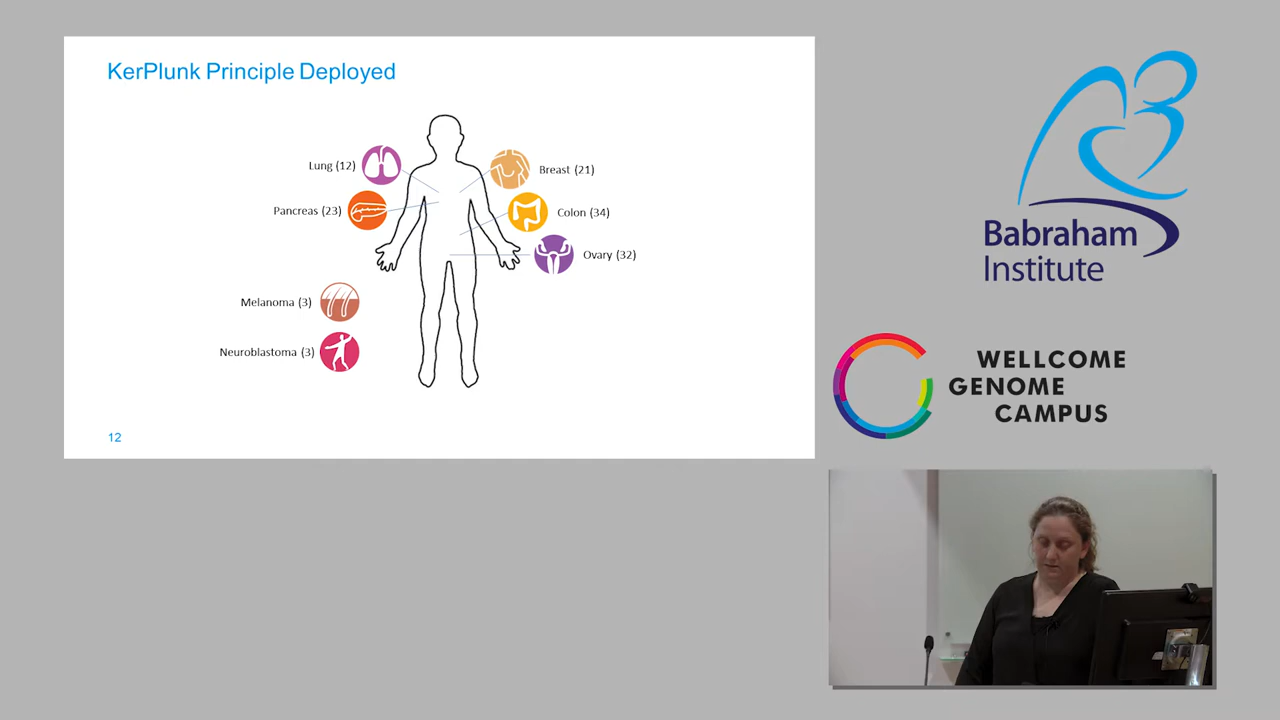 KerPlunk Principle Deployed
Lung (12)
Breast (21)
Pancreas (23)
Colon (34)
Ovary (32)
Melanoma (3)
Neuroblastoma (3)
12
Babraham
Institute
WELLCOME
GENOME
CAMPUS